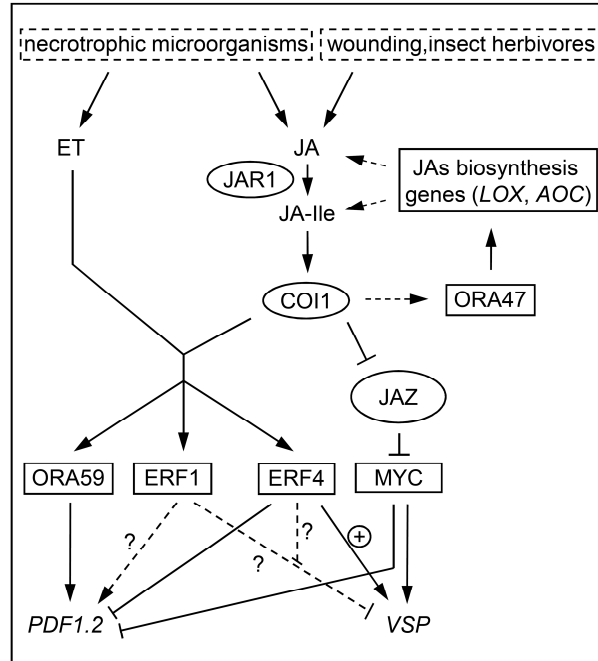 necrotrophic microorganisms
wounding,insect herbivores
ET
JA
JAR1
JA-Ile
JAs biosynthesis
genes (LOX, AOC)
COI1
ORA47
JAZ
ORA59
ERF1
ERF4
MYC
?
?
?
+
PDF1.2
VSP